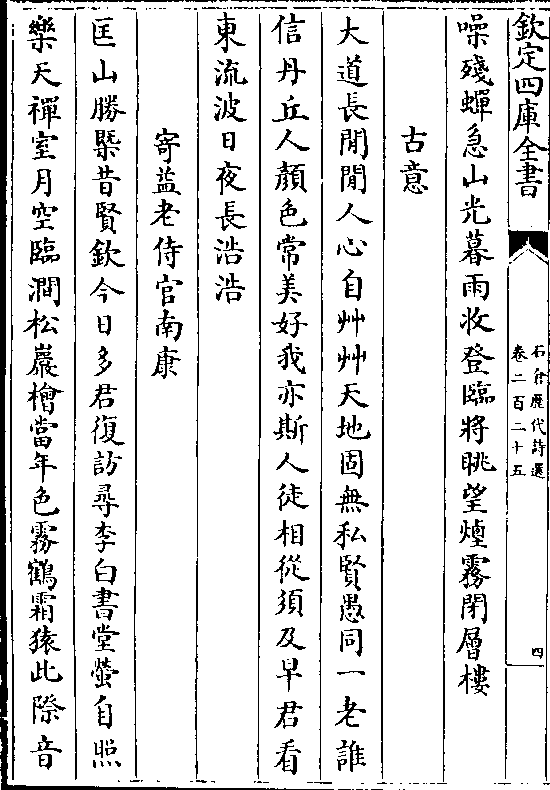 欽定四庫全書
石倉歷代詩選
卷二百二十五
四
噪殘蟬急山光暮雨收登臨將眺望煙霧閉層樓
古意
大道長閒閒人心自艸艸天地固無私賢愚同一老誰
信丹丘人顏色常美好我亦斯人徒相從須及早君看
東流波日夜長浩浩
寄藍老侍官南康
匡山勝槩昔賢欽今日多君復訪尋李白書堂螢自照
樂天禪室月空臨澗松巖檜當年色霧鶴霜猿此際音